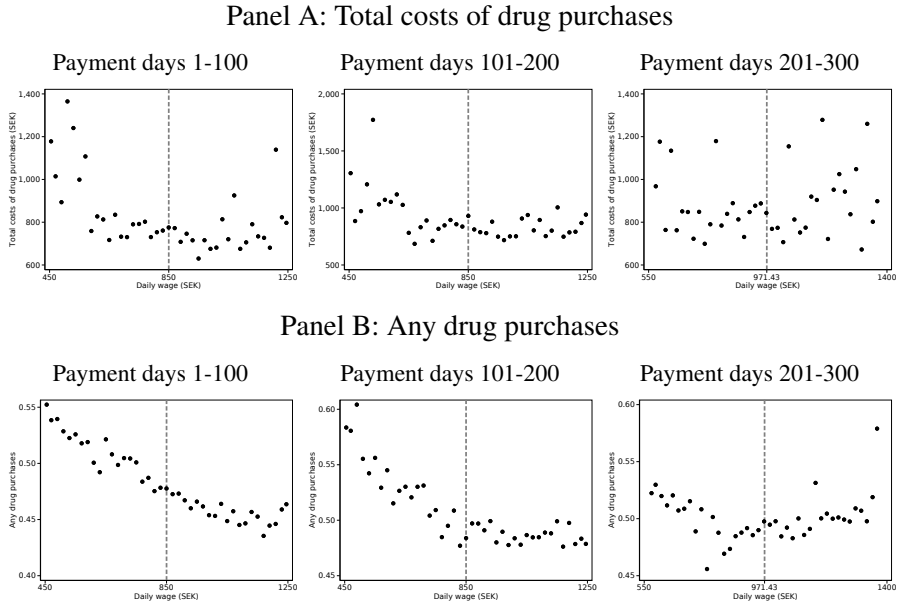 Panel A: Total costs of drug purchases
Payment days 1-100
Payment days 101-200
Payment days 201-300
Total costs of drug purchases (SEK)
1,400
1,200
1,000
800
600
450
850
1250
Daily wage (SEK)
Total costs of drug purchases (SEK)
2,000
1,500
1,000
500
450
850
1250
Daily wage (SEK)
Total costs of drug purchases (SEK)
1,400
1,200
1,000
800
600
550
971.43
1400
Daily wage (SEK)
Panel B: Any drug purchases
Payment days 1-100
Payment days 101-200
Payment days 201-300
Any drug purchases
0.55
0.50
0.45
0.40
450
850
1250
Daily wage (SEK)
Any drug purchases
0.60
0.55
0.50
0.45
450
850
1250
Daily wage (SEK)
Any drug purchases
0.60
0.55
0.50
0.45
550
971.43
1400
Daily wage (SEK)